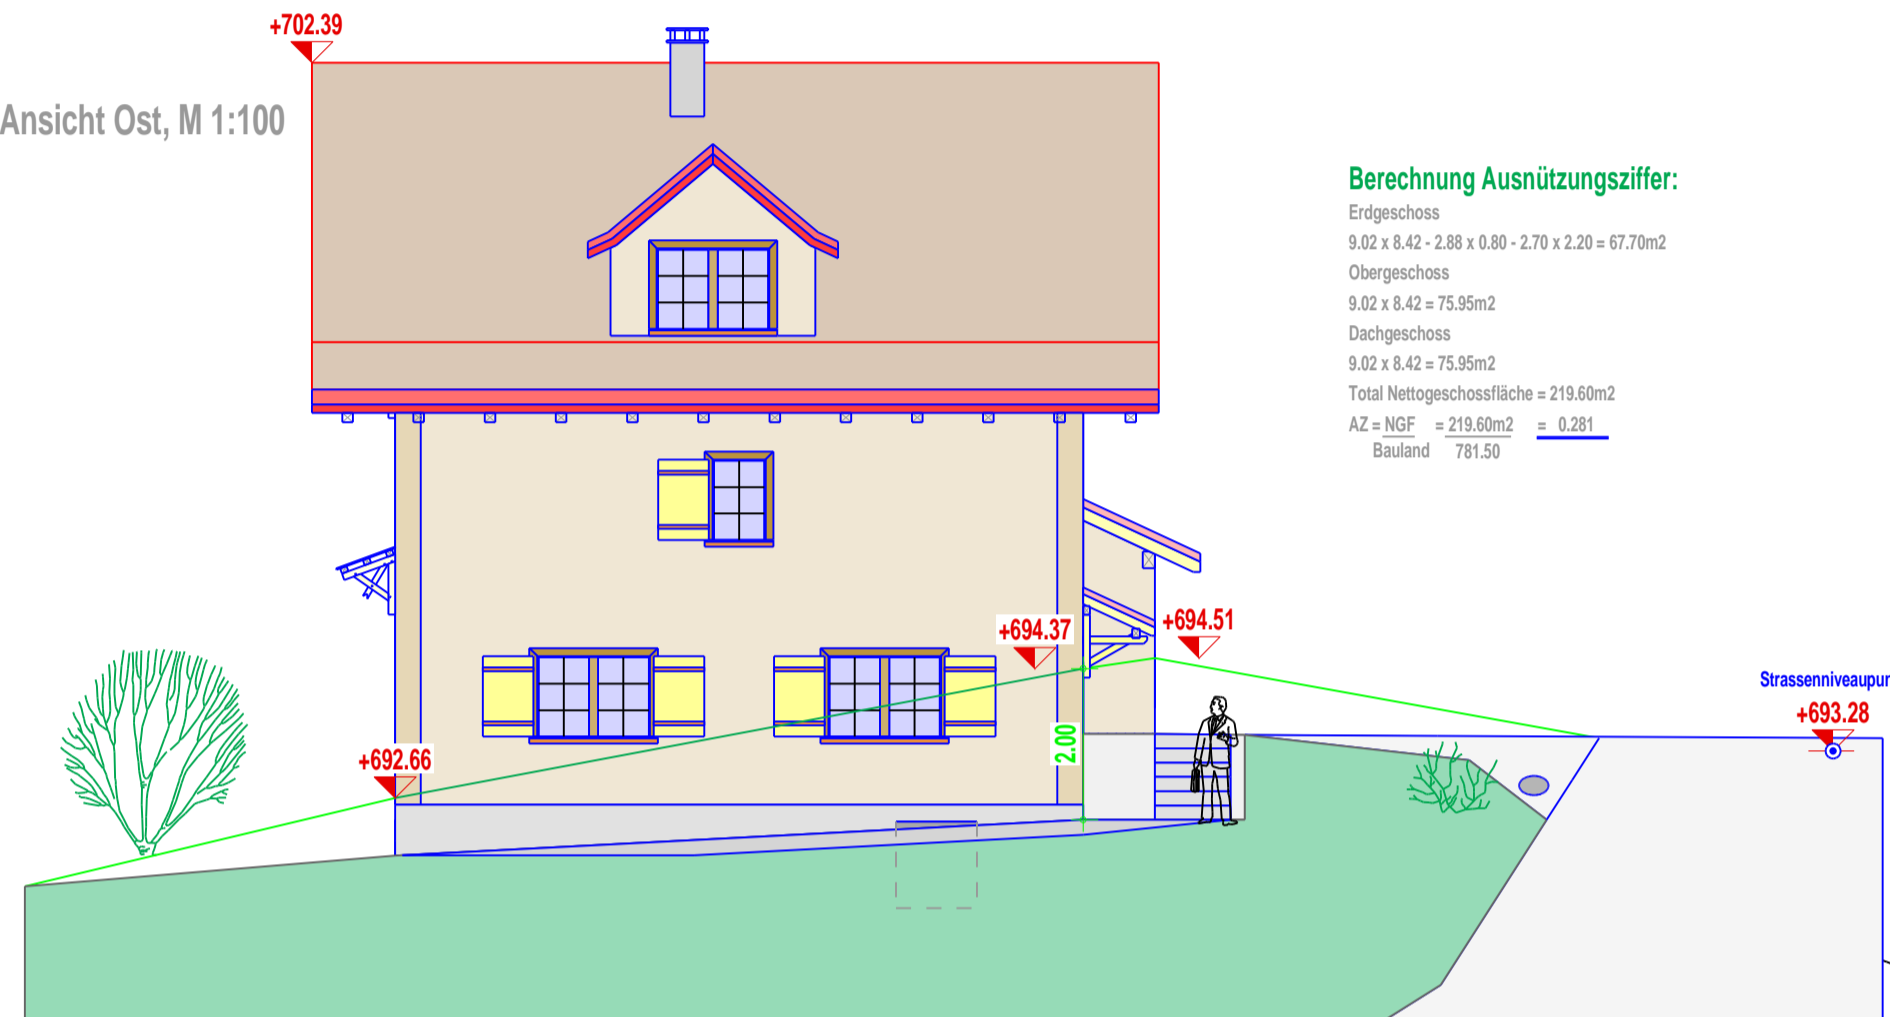 +702.39
Ansicht Ost, M 1:100
Berechnung Ausnützungsziffer:
Erdgeschoss
9.02 x 8.42 - 2.88 x 0.80 - 2.70 x 2.20 = 67.70m2
Obergeschoss
9.02 x 8.42 = 75.95m2
Dachgeschoss
9.02 x 8.42 = 75.95m2
Total Nettogeschossfläche = 219.60m2
AZ = NGF = 219.60m2 = 0.281
Bauland 781.50
+694.37
+694.51
Strassenniveaupun
+693.28
+692.66
2.00